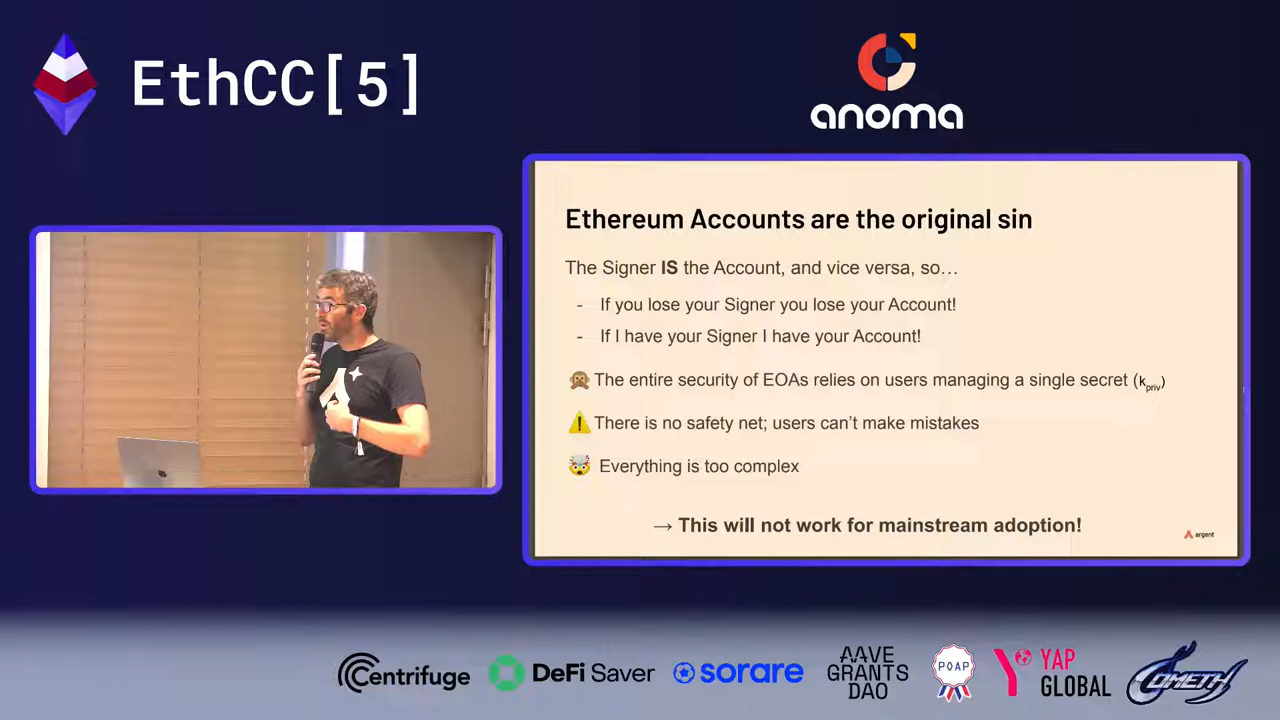 EthCC[5]
anoma
Ethereum Accounts are the original sin
The Signer IS the Account, and vice versa, so…
- If you lose your Signer you lose your Account!
- If I have your Signer I have your Account!
🙊 The entire security of EOAs relies on users managing a single secret (kpriv)
⚠️ There is no safety net; users can't make mistakes
🤯 Everything is too complex
→ This will not work for mainstream adoption!
argent
Centrifuge
DeFi Saver
sorare
AAVE
GRANTS
DAO
POAP
YAP
GLOBAL
COMETH